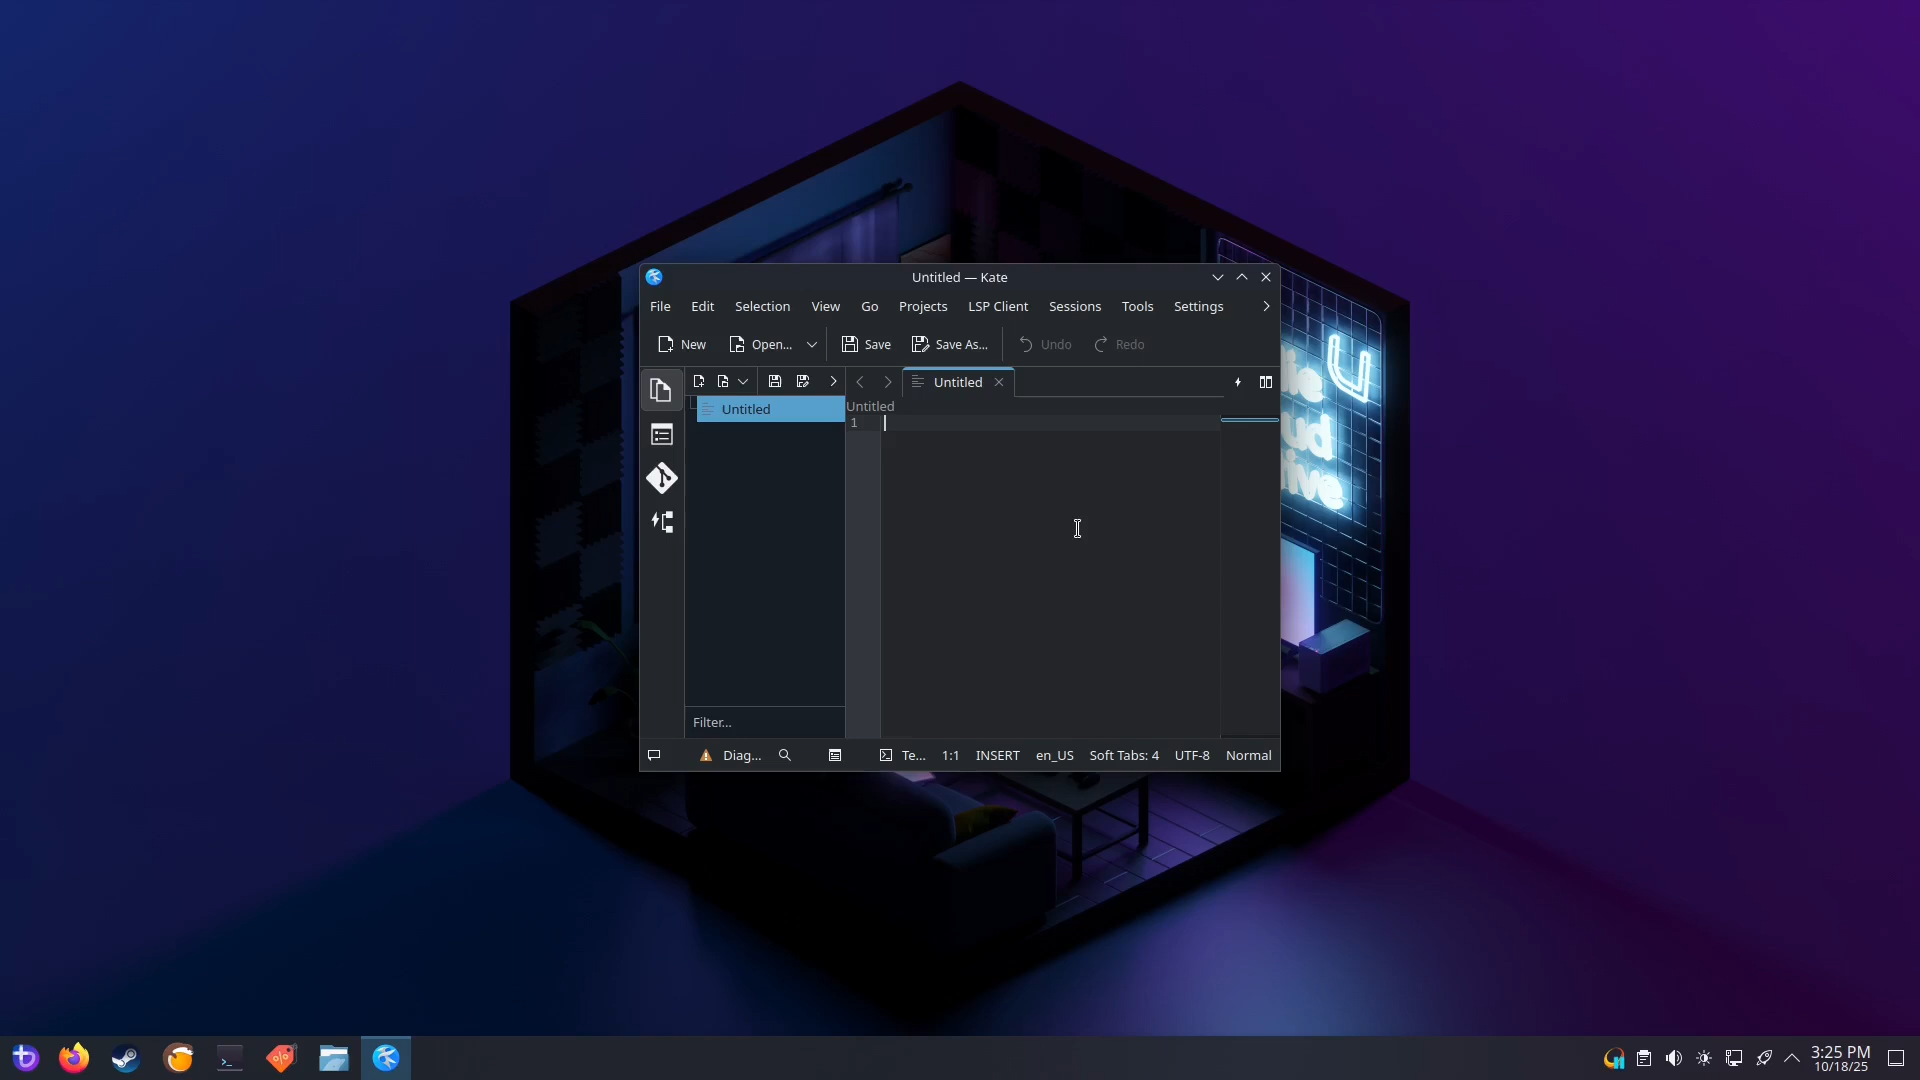 Untitled — Kate
File Edit Selection View Go Projects LSP Client Sessions Tools Settings
New Open... Save Save As... Undo Redo
Untitled
Untitled
Untitled
1
Filter...
Diag... Te... 1:1 INSERT en_US Soft Tabs: 4 UTF-8 Normal
U
ud
3:25 PM
10/18/25